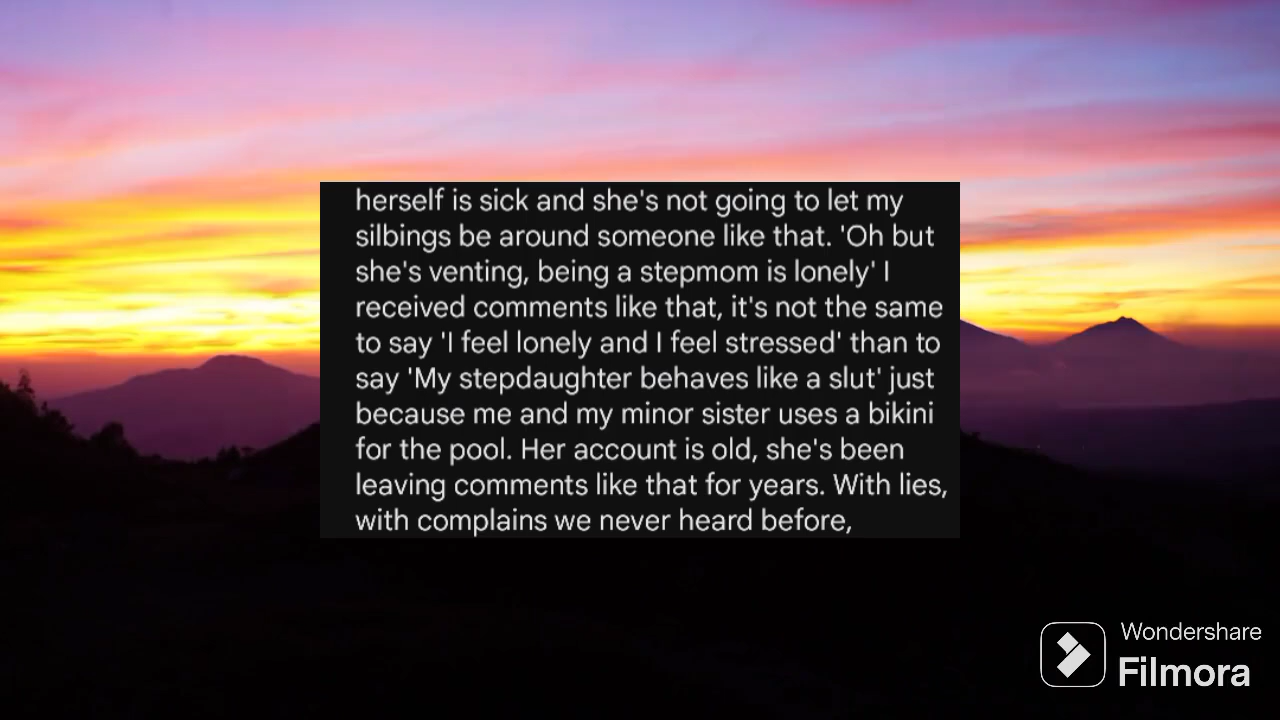 herself is sick and she's not going to let my
silbings be around someone like that. 'Oh but
she's venting, being a stepmom is lonely' I
received comments like that, it's not the same
to say 'I feel lonely and I feel stressed' than to
say 'My stepdaughter behaves like a slut' just
because me and my minor sister uses a bikini
for the pool. Her account is old, she's been
leaving comments like that for years. With lies,
with complains we never heard before,
Wondershare
Filmora